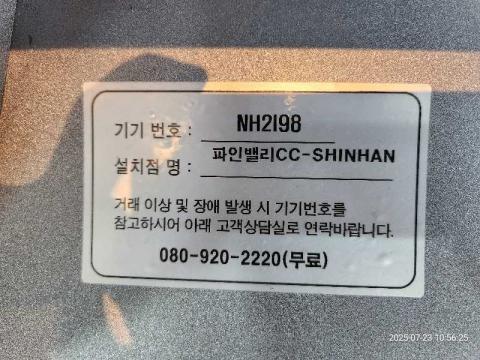 기기 번호 : NH2198
설치점 명 : 파인밸리CC-SHINHAN
거래 이상 및 장애 발생 시 기기번호를
참고하시어 아래 고객상담실로 연락바랍니다.
080-920-2220(무료)
2025-07-23 10:56:25